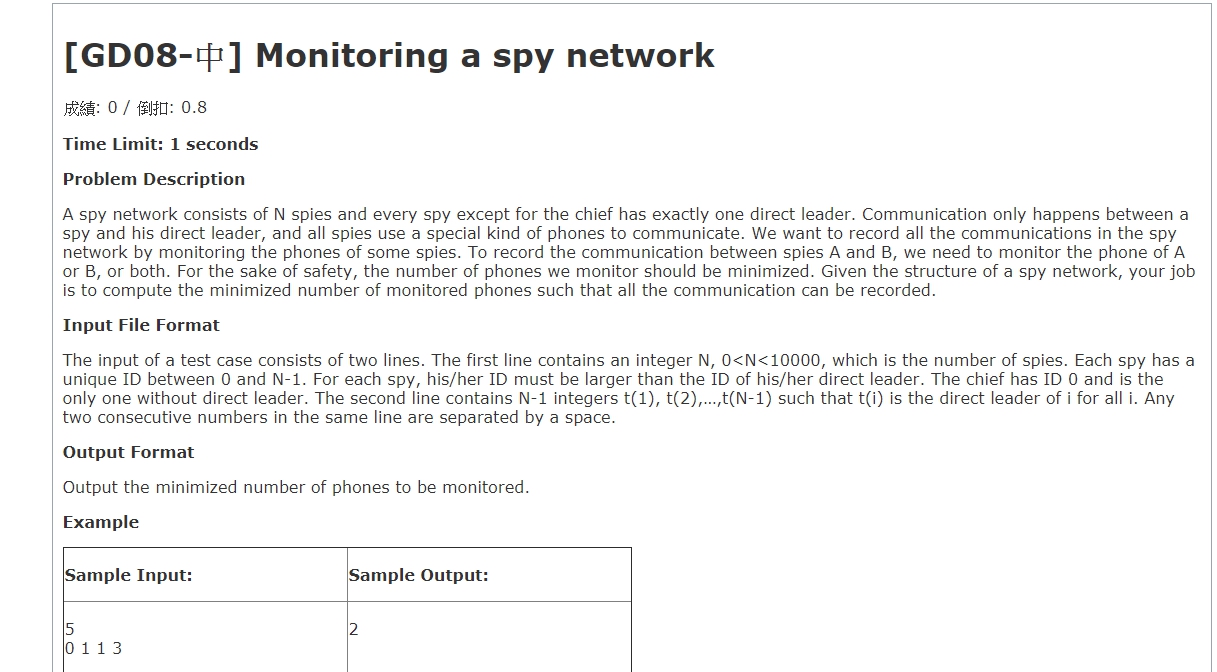 [GD08-中] Monitoring a spy network
成績: 0 / 倒扣: 0.8
Time Limit: 1 seconds
Problem Description
A spy network consists of N spies and every spy except for the chief has exactly one direct leader. Communication only happens between a
spy and his direct leader, and all spies use a special kind of phones to communicate. We want to record all the communications in the spy
network by monitoring the phones of some spies. To record the communication between spies A and B, we need to monitor the phone of A
or B, or both. For the sake of safety, the number of phones we monitor should be minimized. Given the structure of a spy network, your job
is to compute the minimized number of monitored phones such that all the communication can be recorded.
Input File Format
The input of a test case consists of two lines. The first line contains an integer N, 0<N<10000, which is the number of spies. Each spy has a
unique ID between 0 and N-1. For each spy, his/her ID must be larger than the ID of his/her direct leader. The chief has ID 0 and is the
only one without direct leader. The second line contains N-1 integers t(1), t(2),...,t(N-1) such that t(i) is the direct leader of i for all i. Any
two consecutive numbers in the same line are separated by a space.
Output Format
Output the minimized number of phones to be monitored.
Example
Sample Input: Sample Output:
5 2
0 1 1 3